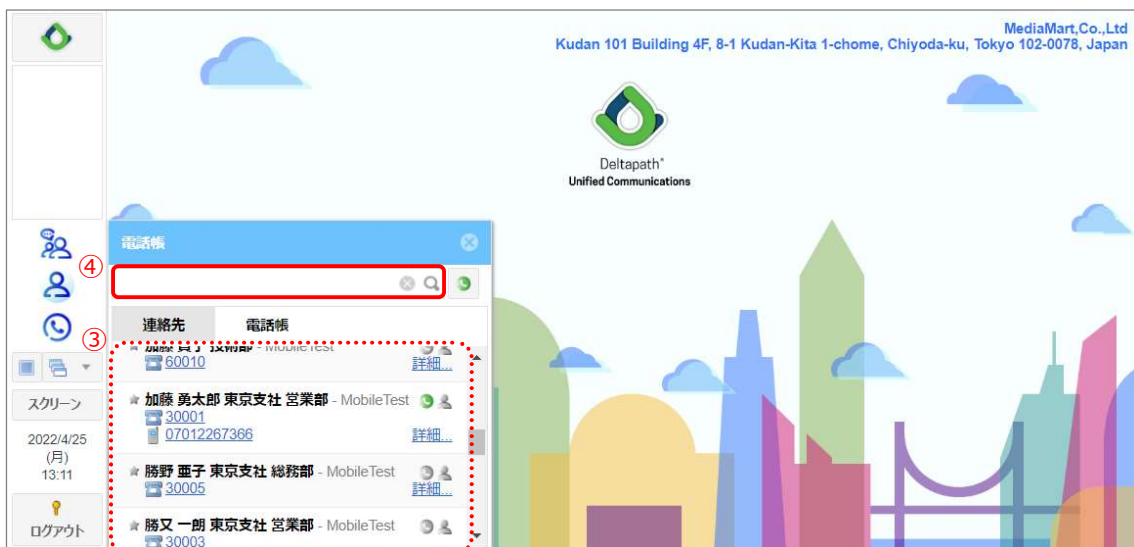 MediaMart,Co.,Ltd
Kudan 101 Building 4F, 8-1 Kudan-Kita 1-chome, Chiyoda-ku, Tokyo 102-0078, Japan
Deltapath
Unified Communications
④
③
スクリーン
2022/4/25
(月)
13:11
ログアウト
電話帳
連絡先 電話帳
技術部 - MobileTest
60010 詳細...
加藤 勇太郎 東京支社 営業部 - MobileTest
30001
07012267366 詳細...
勝野 亜子 東京支社 総務部 - MobileTest
30005 詳細...
勝又 一朗 東京支社 営業部 - MobileTest
30003